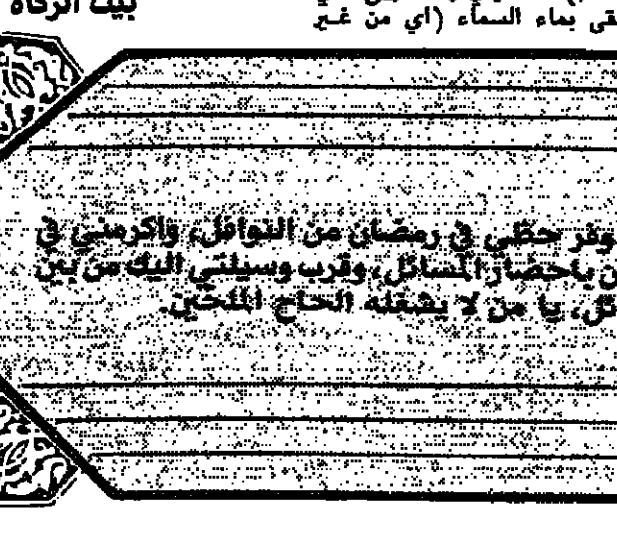 بيت الزكاة
بماء السماء (اي من غير
حظي في رمضان من النوافل، واكرمني في
باحضار المسائل، وقرب وسيلتي اليك من بين
يا من لا يشغله الحاح الملحين.